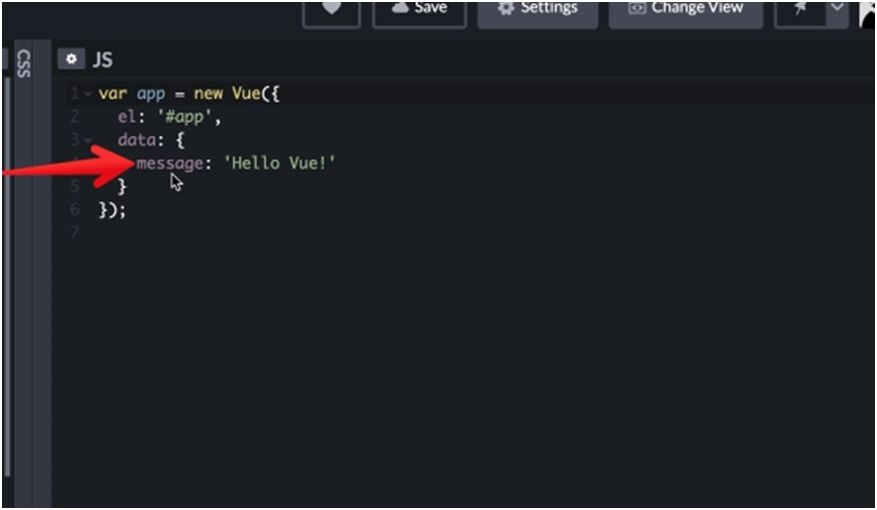 Save Settings Change View
CSS
JS
1 var app = new Vue({
2   el: '#app',
3   data: {
    message: 'Hello Vue!'
5   }
6 });
7